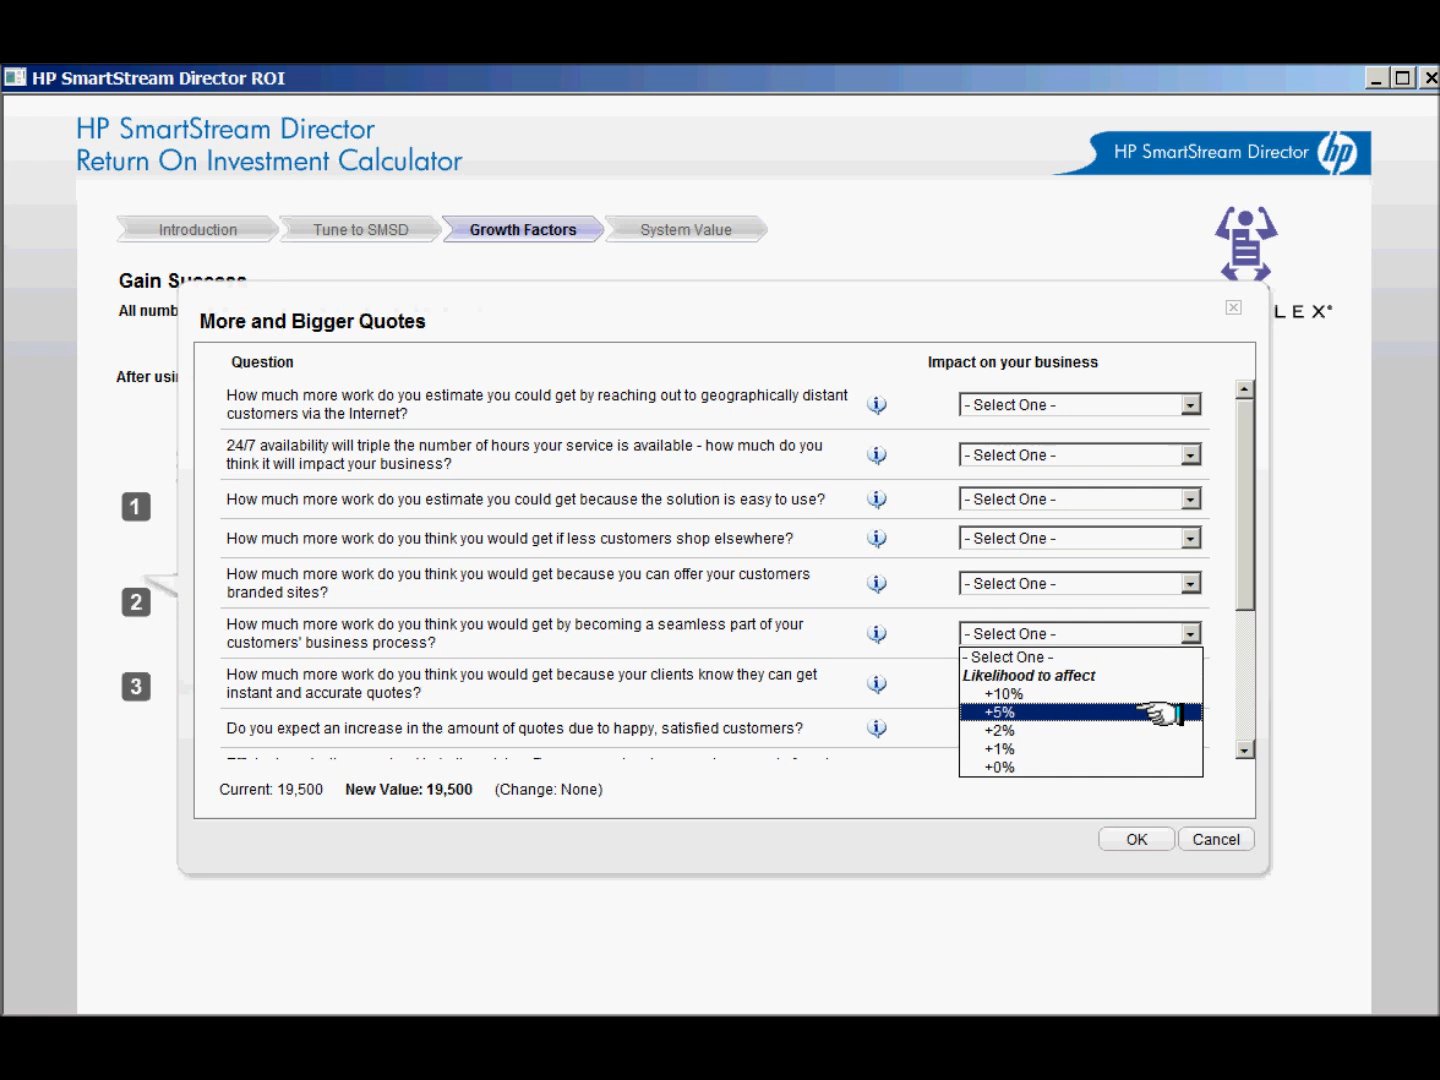 HP SmartStream Director ROI
HP SmartStream Director
Return On Investment Calculator
HP SmartStream Director hp
Introduction
Tune to SMSD
Growth Factors
System Value
Gain Success
All numb
LEX®
After usi
More and Bigger Quotes
Question
Impact on your business
How much more work do you estimate you could get by reaching out to geographically distant
customers via the Internet?
- Select One -
24/7 availability will triple the number of hours your service is available - how much do you
think it will impact your business?
- Select One -
1
How much more work do you estimate you could get because the solution is easy to use?
- Select One -
How much more work do you think you would get if less customers shop elsewhere?
- Select One -
2
How much more work do you think you would get because you can offer your customers
branded sites?
- Select One -
How much more work do you think you would get by becoming a seamless part of your
customers' business process?
- Select One -
- Select One -
Likelihood to affect
+10%
+5%
+2%
+1%
+0%
3
How much more work do you think you would get because your clients know they can get
instant and accurate quotes?
Do you expect an increase in the amount of quotes due to happy, satisfied customers?
Current: 19,500 New Value: 19,500 (Change: None)
OK
Cancel